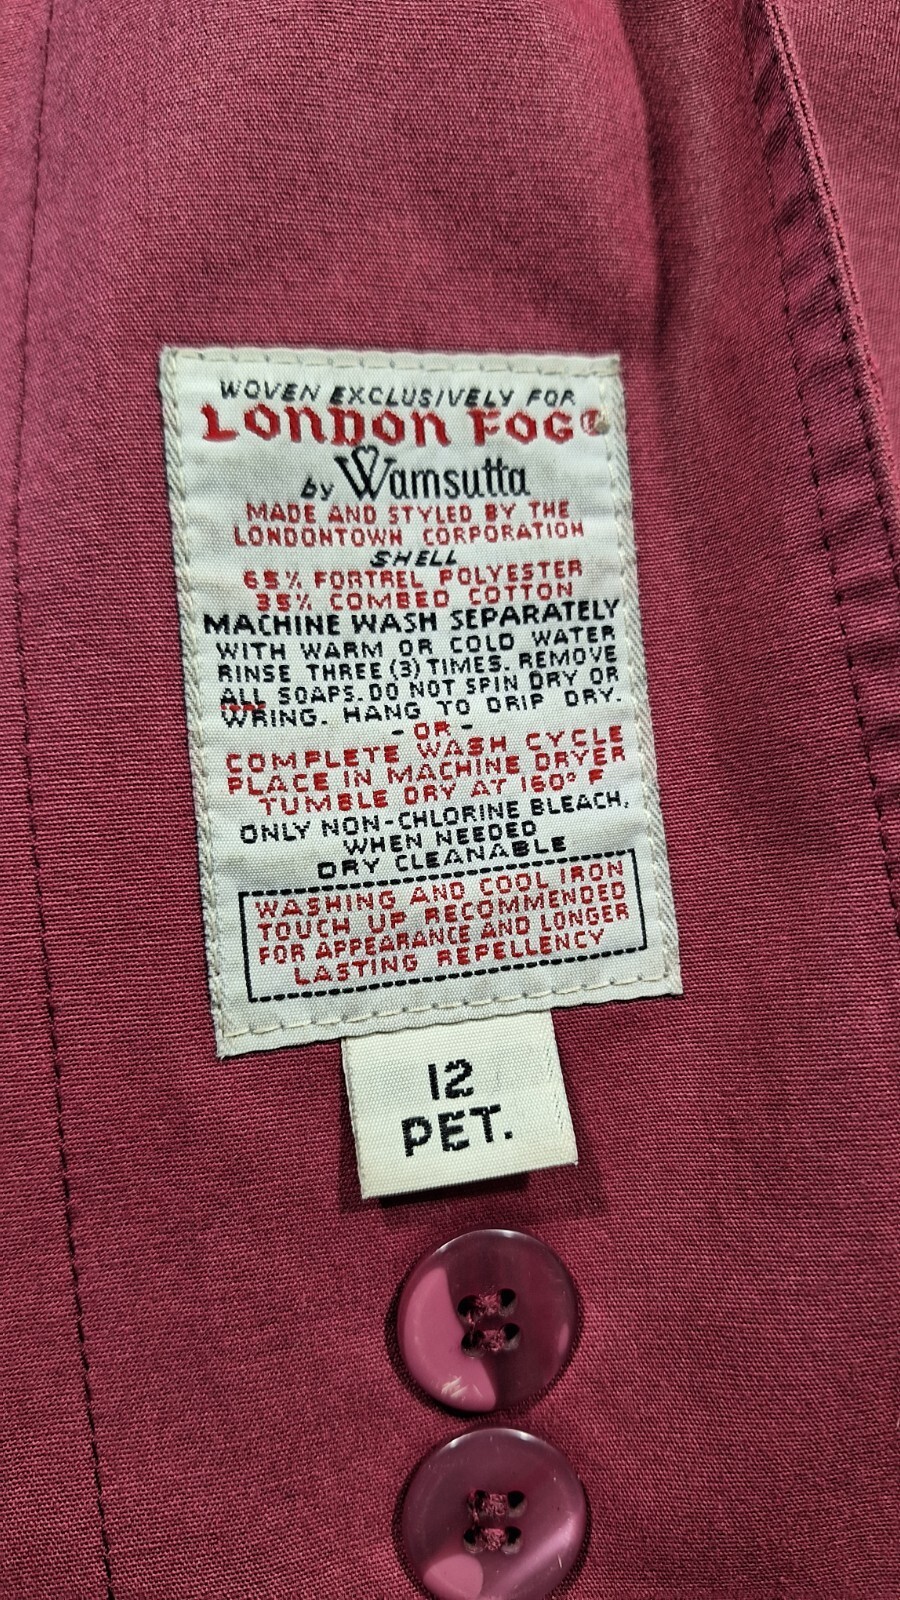 WOVEN EXCLUSIVELY FOR
LONDON FOG®
by Wamsutta
MADE AND STYLED BY THE
LONDONTOWN CORPORATION
SHELL
65% FORTREL POLYESTER
35% COMBED COTTON
MACHINE WASH SEPARATELY
WITH WARM OR COLD WATER
RINSE THREE (3) TIMES. REMOVE
ALL SOAPS. DO NOT SPIN DRY OR
WRING. HANG TO DRIP DRY.
- OR -
COMPLETE WASH CYCLE
PLACE IN MACHINE DRYER
TUMBLE DRY AT 160° F
ONLY NON-CHLORINE BLEACH,
WHEN NEEDED
DRY CLEANABLE
WASHING AND COOL IRON
TOUCH UP RECOMMENDED
FOR APPEARANCE AND LONGER
LASTING REPELLENCY
12
PET.